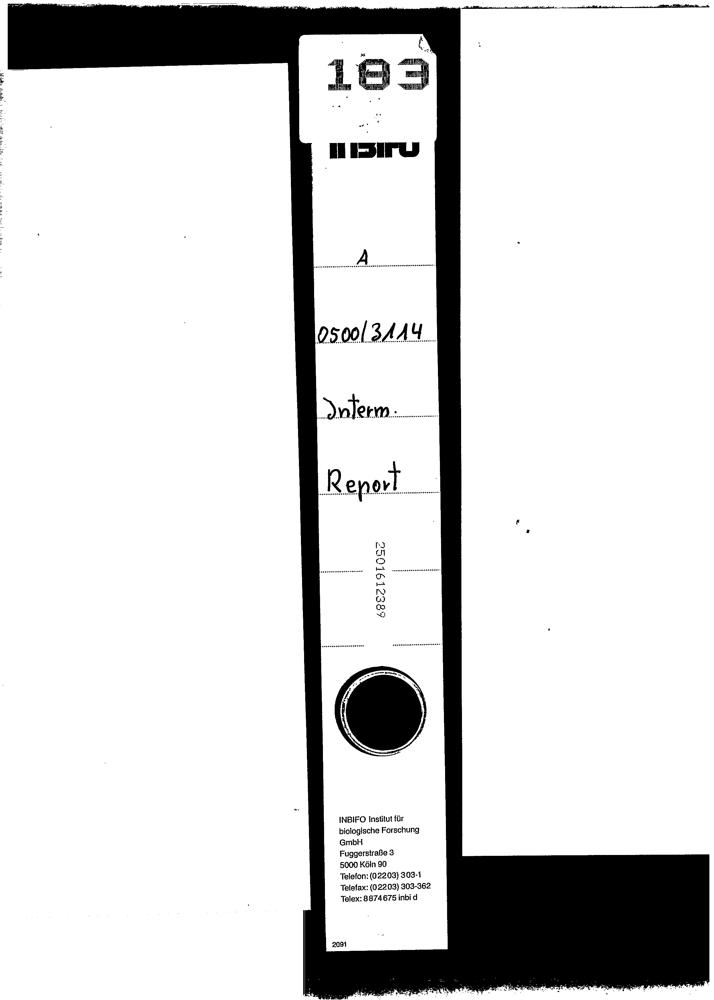 183
INBIFO
A
0500/3114
Interm.
Report
2501612389
INBIFO Institut für
biologische Forschung
GmbH
Fuggerstraße 3
5000 Köln 90
Telefon: (02203) 303-1
Telefax: (02203) 303-362
Telex: 8874675 inbi d
2091